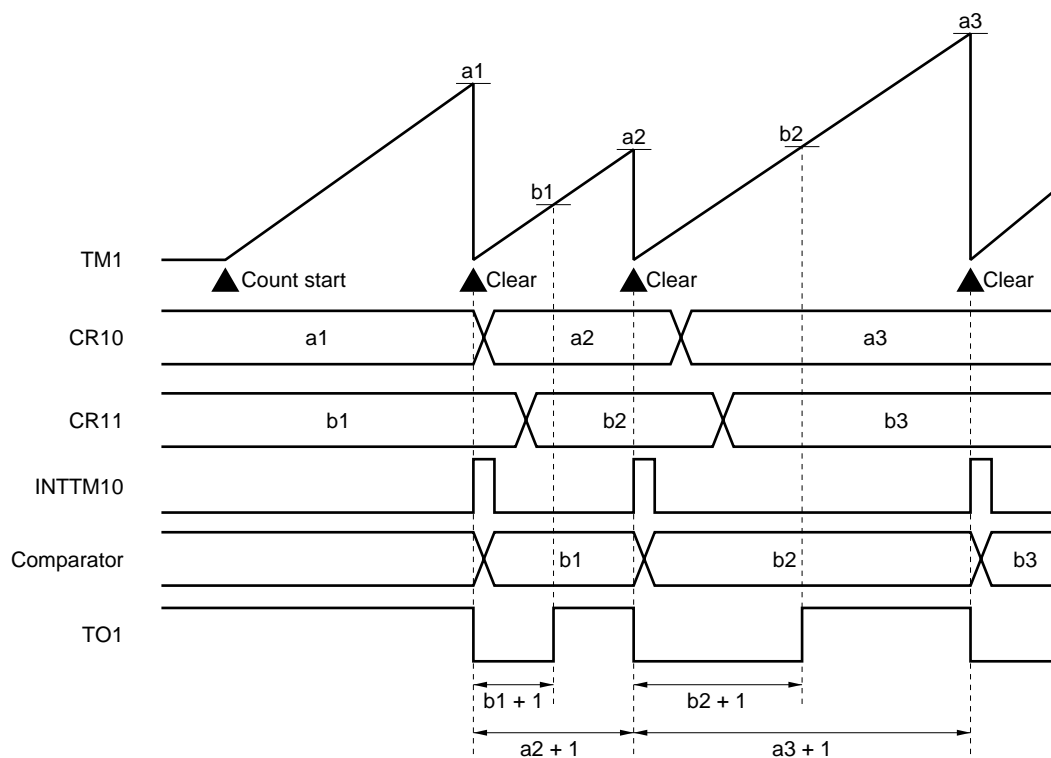 a3
a1
b2
a2
b1
TM1
Count start
Clear
Clear
Clear
CR10
a1
a2
a3
CR11
b1
b2
b3
INTTM10
Comparator
b1
b2
b3
TO1
b1 + 1
b2 + 1
a2 + 1
a3 + 1